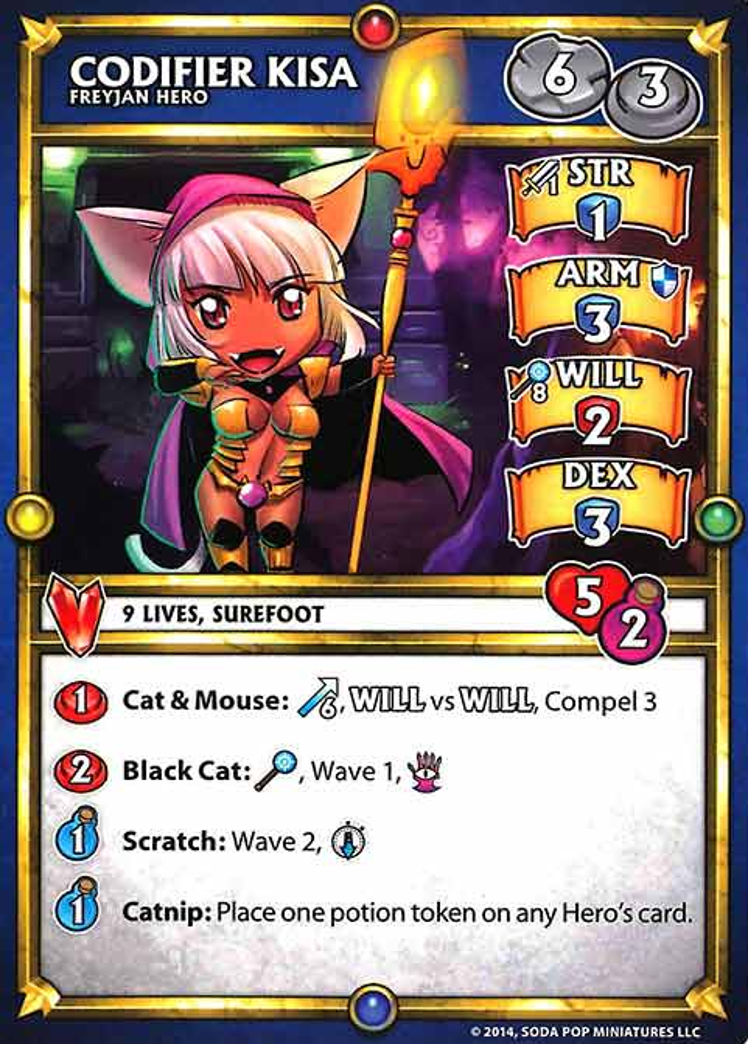 CODIFIER KISA
FREYJAN HERO
6
3
1 STR
1
ARM
3
8 WILL
2
DEX
3
9 LIVES, SUREFOOT
5
2
1 Cat & Mouse: 6, WILL vs WILL, Compel 3
2 Black Cat: , Wave 1,
1 Scratch: Wave 2,
1 Catnip: Place one potion token on any Hero's card.
© 2014, SODA POP MINIATURES LLC